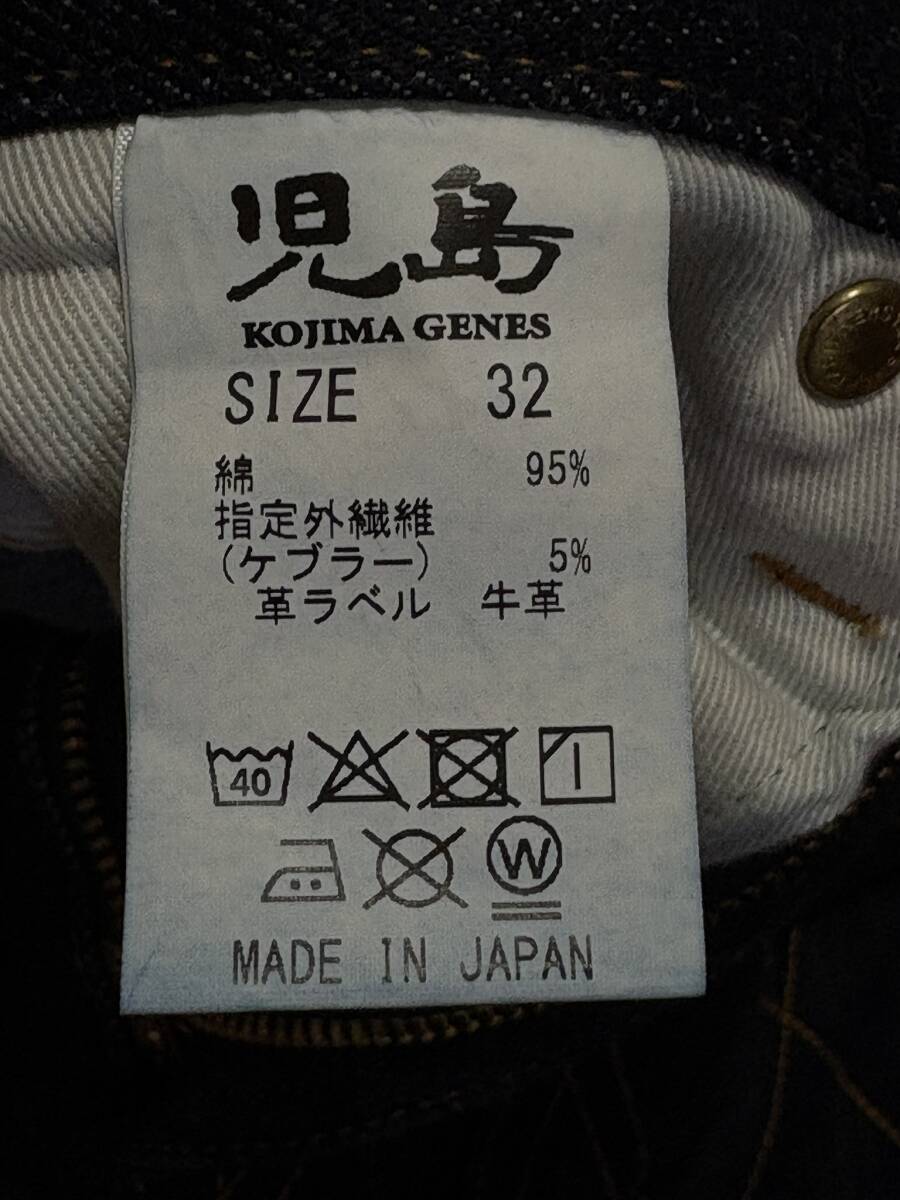 児島
KOJIMA GENES
SIZE 32
綿 95%
指定外繊維
(ケブラー) 5%
革ラベル 牛革
40
W
MADE IN JAPAN